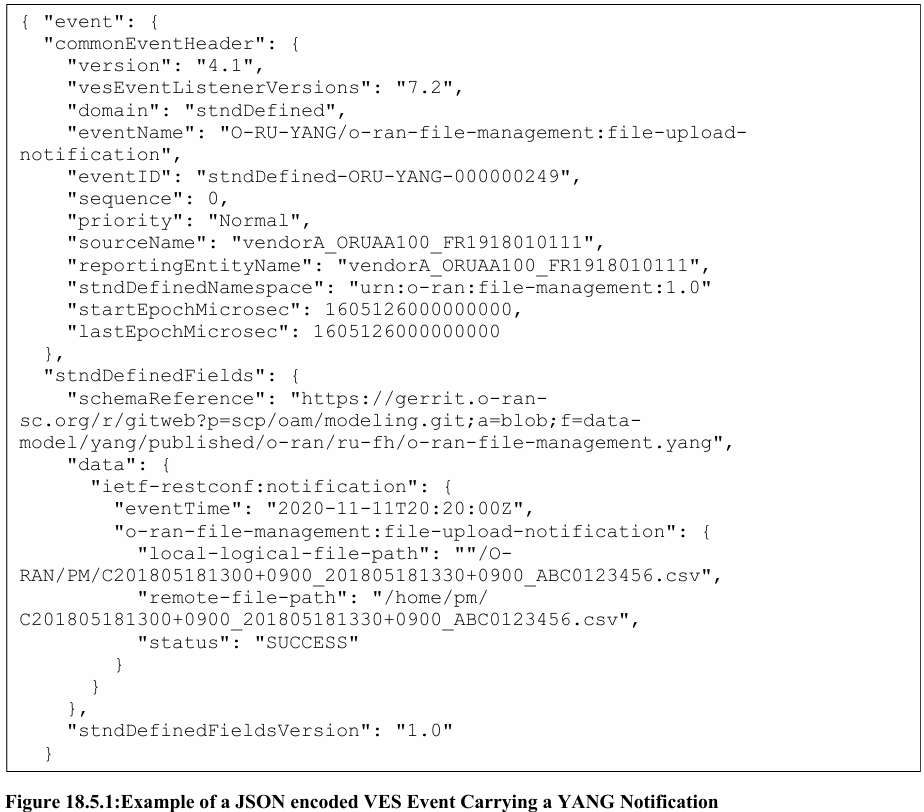 { "event": {
"commonEventHeader": {
"version": "4.1",
"vesEventListenerVersions": "7.2",
"domain": "stndDefined",
"eventName": "O-RU-YANG/o-ran-file-management:file-upload-
notification",
"eventID": "stndDefined-ORU-YANG-000000249",
"sequence": 0,
"priority": "Normal",
"sourceName": "vendorA_ORUAA100_FR1918010111",
"reportingEntityName": "vendorA_ORUAA100_FR1918010111",
"stndDefinedNamespace": "urn:o-ran:file-management:1.0"
"startEpochMicrosec": 1605126000000000,
"lastEpochMicrosec": 1605126000000000
},
"stndDefinedFields": {
"schemaReference": "https://gerrit.o-ran-
sc.org/r/gitweb?p=scp/oam/modeling.git;a=blob;f=data-
model/yang/published/o-ran/ru-fh/o-ran-file-management.yang",
"data": {
"ietf-restconf:notification": {
"eventTime": "2020-11-11T20:20:00Z",
"o-ran-file-management:file-upload-notification": {
"local-logical-file-path": ""/O-
RAN/PM/C201805181300+0900_201805181330+0900_ABC0123456.csv",
"remote-file-path": "/home/pm/
C201805181300+0900_201805181330+0900_ABC0123456.csv",
"status": "SUCCESS"
}
}
},
"stndDefinedFieldsVersion": "1.0"
}
Figure 18.5.1:Example of a JSON encoded VES Event Carrying a YANG Notification